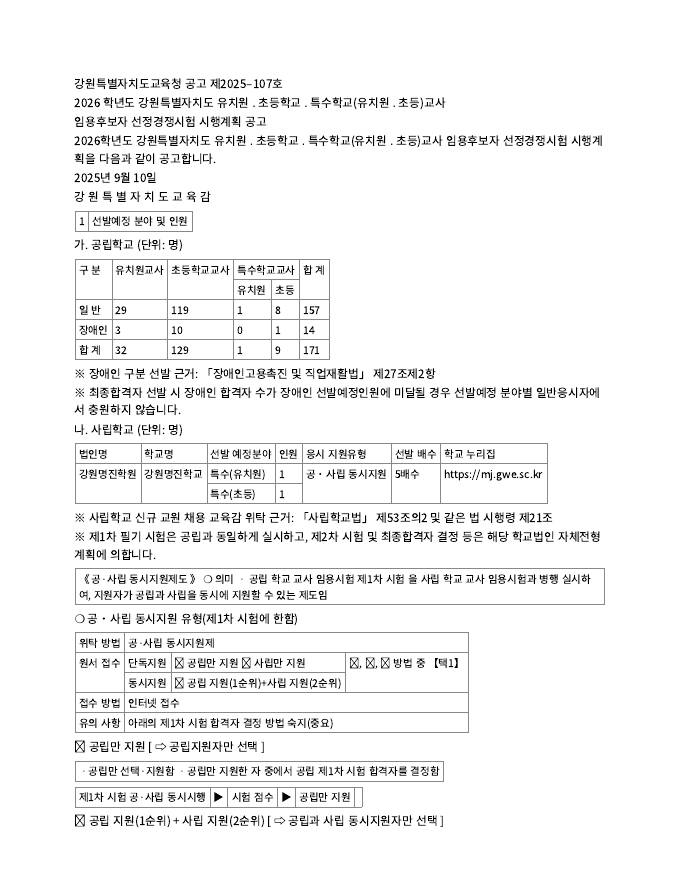 강원특별자치도교육청 공고 제2025-107호
2026 학년도 강원특별자치도 유치원 . 초등학교 . 특수학교(유치원 . 초등)교사
임용후보자 선정경쟁시험 시행계획 공고
2026학년도 강원특별자치도 유치원 . 초등학교 . 특수학교(유치원 . 초등)교사 임용후보자 선정경쟁시험 시행계
획을 다음과 같이 공고합니다.
2025년 9월 10일
강 원 특 별 자 치 도 교 육 감
1 선발예정 분야 및 인원
가. 공립학교 (단위: 명)
구 분 유치원교사 초등학교교사 특수학교교사 합 계
유치원 초등
일 반 29 119 1 8 157
장애인 3 10 0 1 14
합 계 32 129 1 9 171
※ 장애인 구분 선발 근거: 「장애인고용촉진 및 직업재활법」 제27조제2항
※ 최종합격자 선발 시 장애인 합격자 수가 장애인 선발예정인원에 미달될 경우 선발예정 분야별 일반응시자에
서 충원하지 않습니다.
나. 사립학교 (단위: 명)
법인명 학교명 선발 예정분야 인원 응시 지원유형 선발 배수 학교 누리집
강원명진학원 강원명진학교 특수(유치원) 1 공・사립 동시지원 5배수 https://mj.gwe.sc.kr
특수(초등) 1
※ 사립학교 신규 교원 채용 교육감 위탁 근거: 「사립학교법」 제53조의2 및 같은 법 시행령 제21조
※ 제1차 필기 시험은 공립과 동일하게 실시하고, 제2차 시험 및 최종합격자 결정 등은 해당 학교법인 자체전형
계획에 의합니다.
《 공·사립 동시지원제도 》 ❍ 의미 · 공립 학교 교사 임용시험 제1차 시험 을 사립 학교 교사 임용시험과 병행 실시하
여, 지원자가 공립과 사립을 동시에 지원할 수 있는 제도임
❍ 공・사립 동시지원 유형(제1차 시험에 한함)
위탁 방법 공·사립 동시지원제
원서 접수 단독지원 공립만 지원 사립만 지원 , , 방법 중 【택1】
동시지원 공립 지원(1순위)+사립 지원(2순위)
접수 방법 인터넷 접수
유의 사항 아래의 제1차 시험 합격자 결정 방법 숙지(중요)
공립만 지원 [ ⇨ 공립지원자만 선택 ]
· 공립만 선택·지원함 · 공립만 지원한 자 중에서 공립 제1차 시험 합격자를 결정함
제1차 시험 공·사립 동시시행 ▶ 시험 점수 ▶ 공립만 지원
공립 지원(1순위) + 사립 지원(2순위) [ ⇨ 공립과 사립 동시지원자만 선택 ]